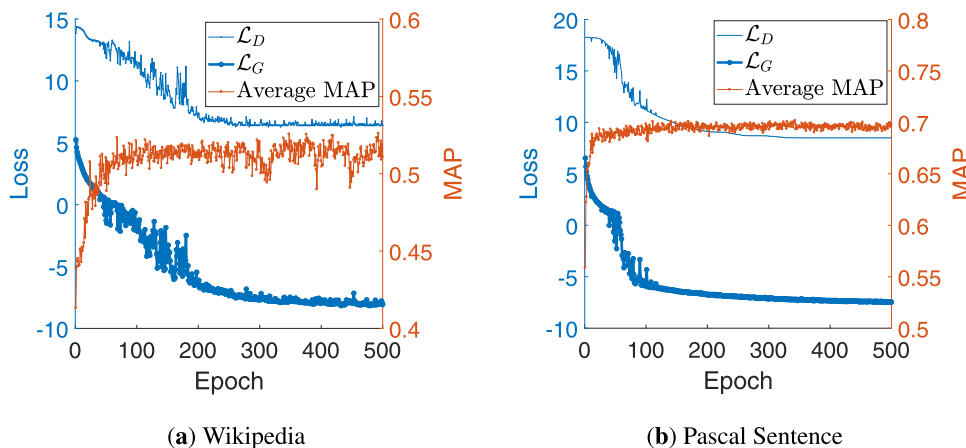 15
10
5
0
-5
-10
Loss
0.6
0.55
0.5
0.45
0.4
MAP
ℒ_D
ℒ_G
Average MAP
0 100 200 300 400 500
Epoch
(a) Wikipedia
20
15
10
5
0
-5
-10
Loss
0.8
0.75
0.7
0.65
0.6
0.55
0.5
MAP
ℒ_D
ℒ_G
Average MAP
0 100 200 300 400 500
Epoch
(b) Pascal Sentence